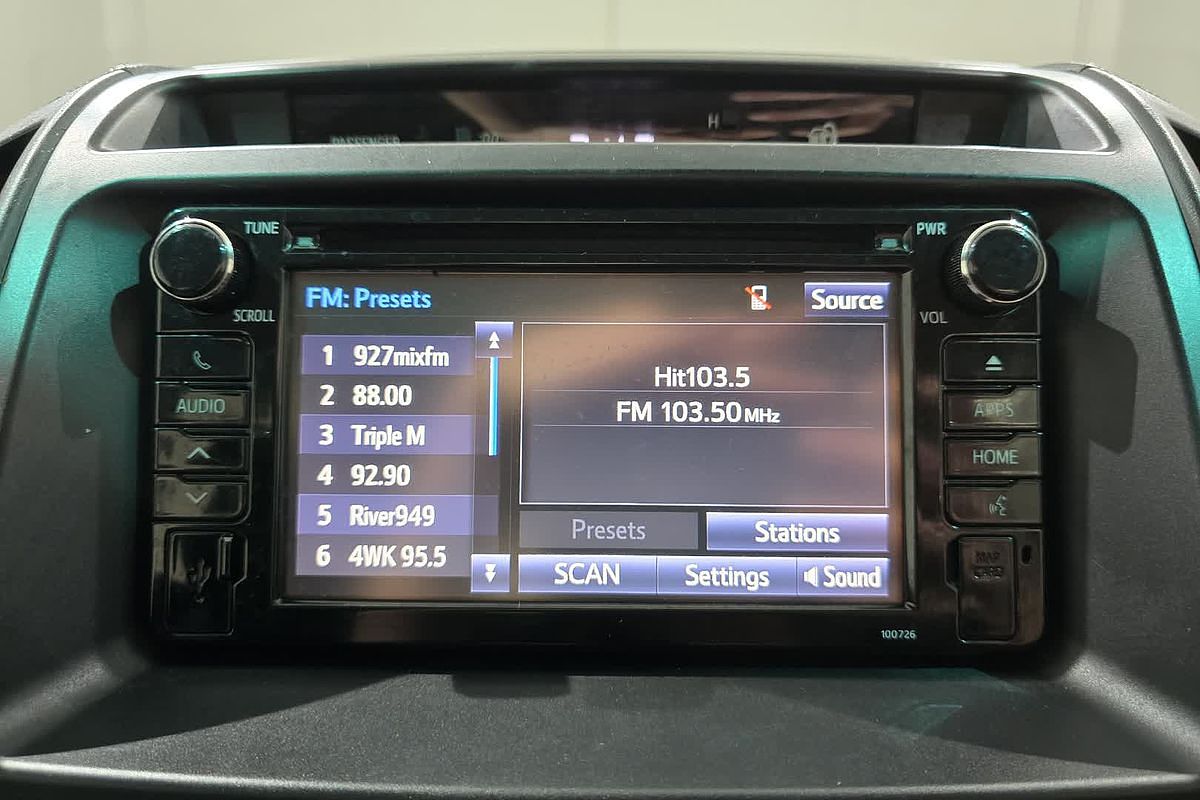 PASSENGER
H
TUNE
PWR
SCROLL
VOL
FM: Presets
Source
1 927mixfm
2 88.00
3 Triple M
4 92.90
5 River949
6 4WK 95.5
Hit103.5
FM 103.50 MHz
Presets
Stations
SCAN
Settings
Sound
AUDIO
APPS
HOME
MAP
CARD
100726